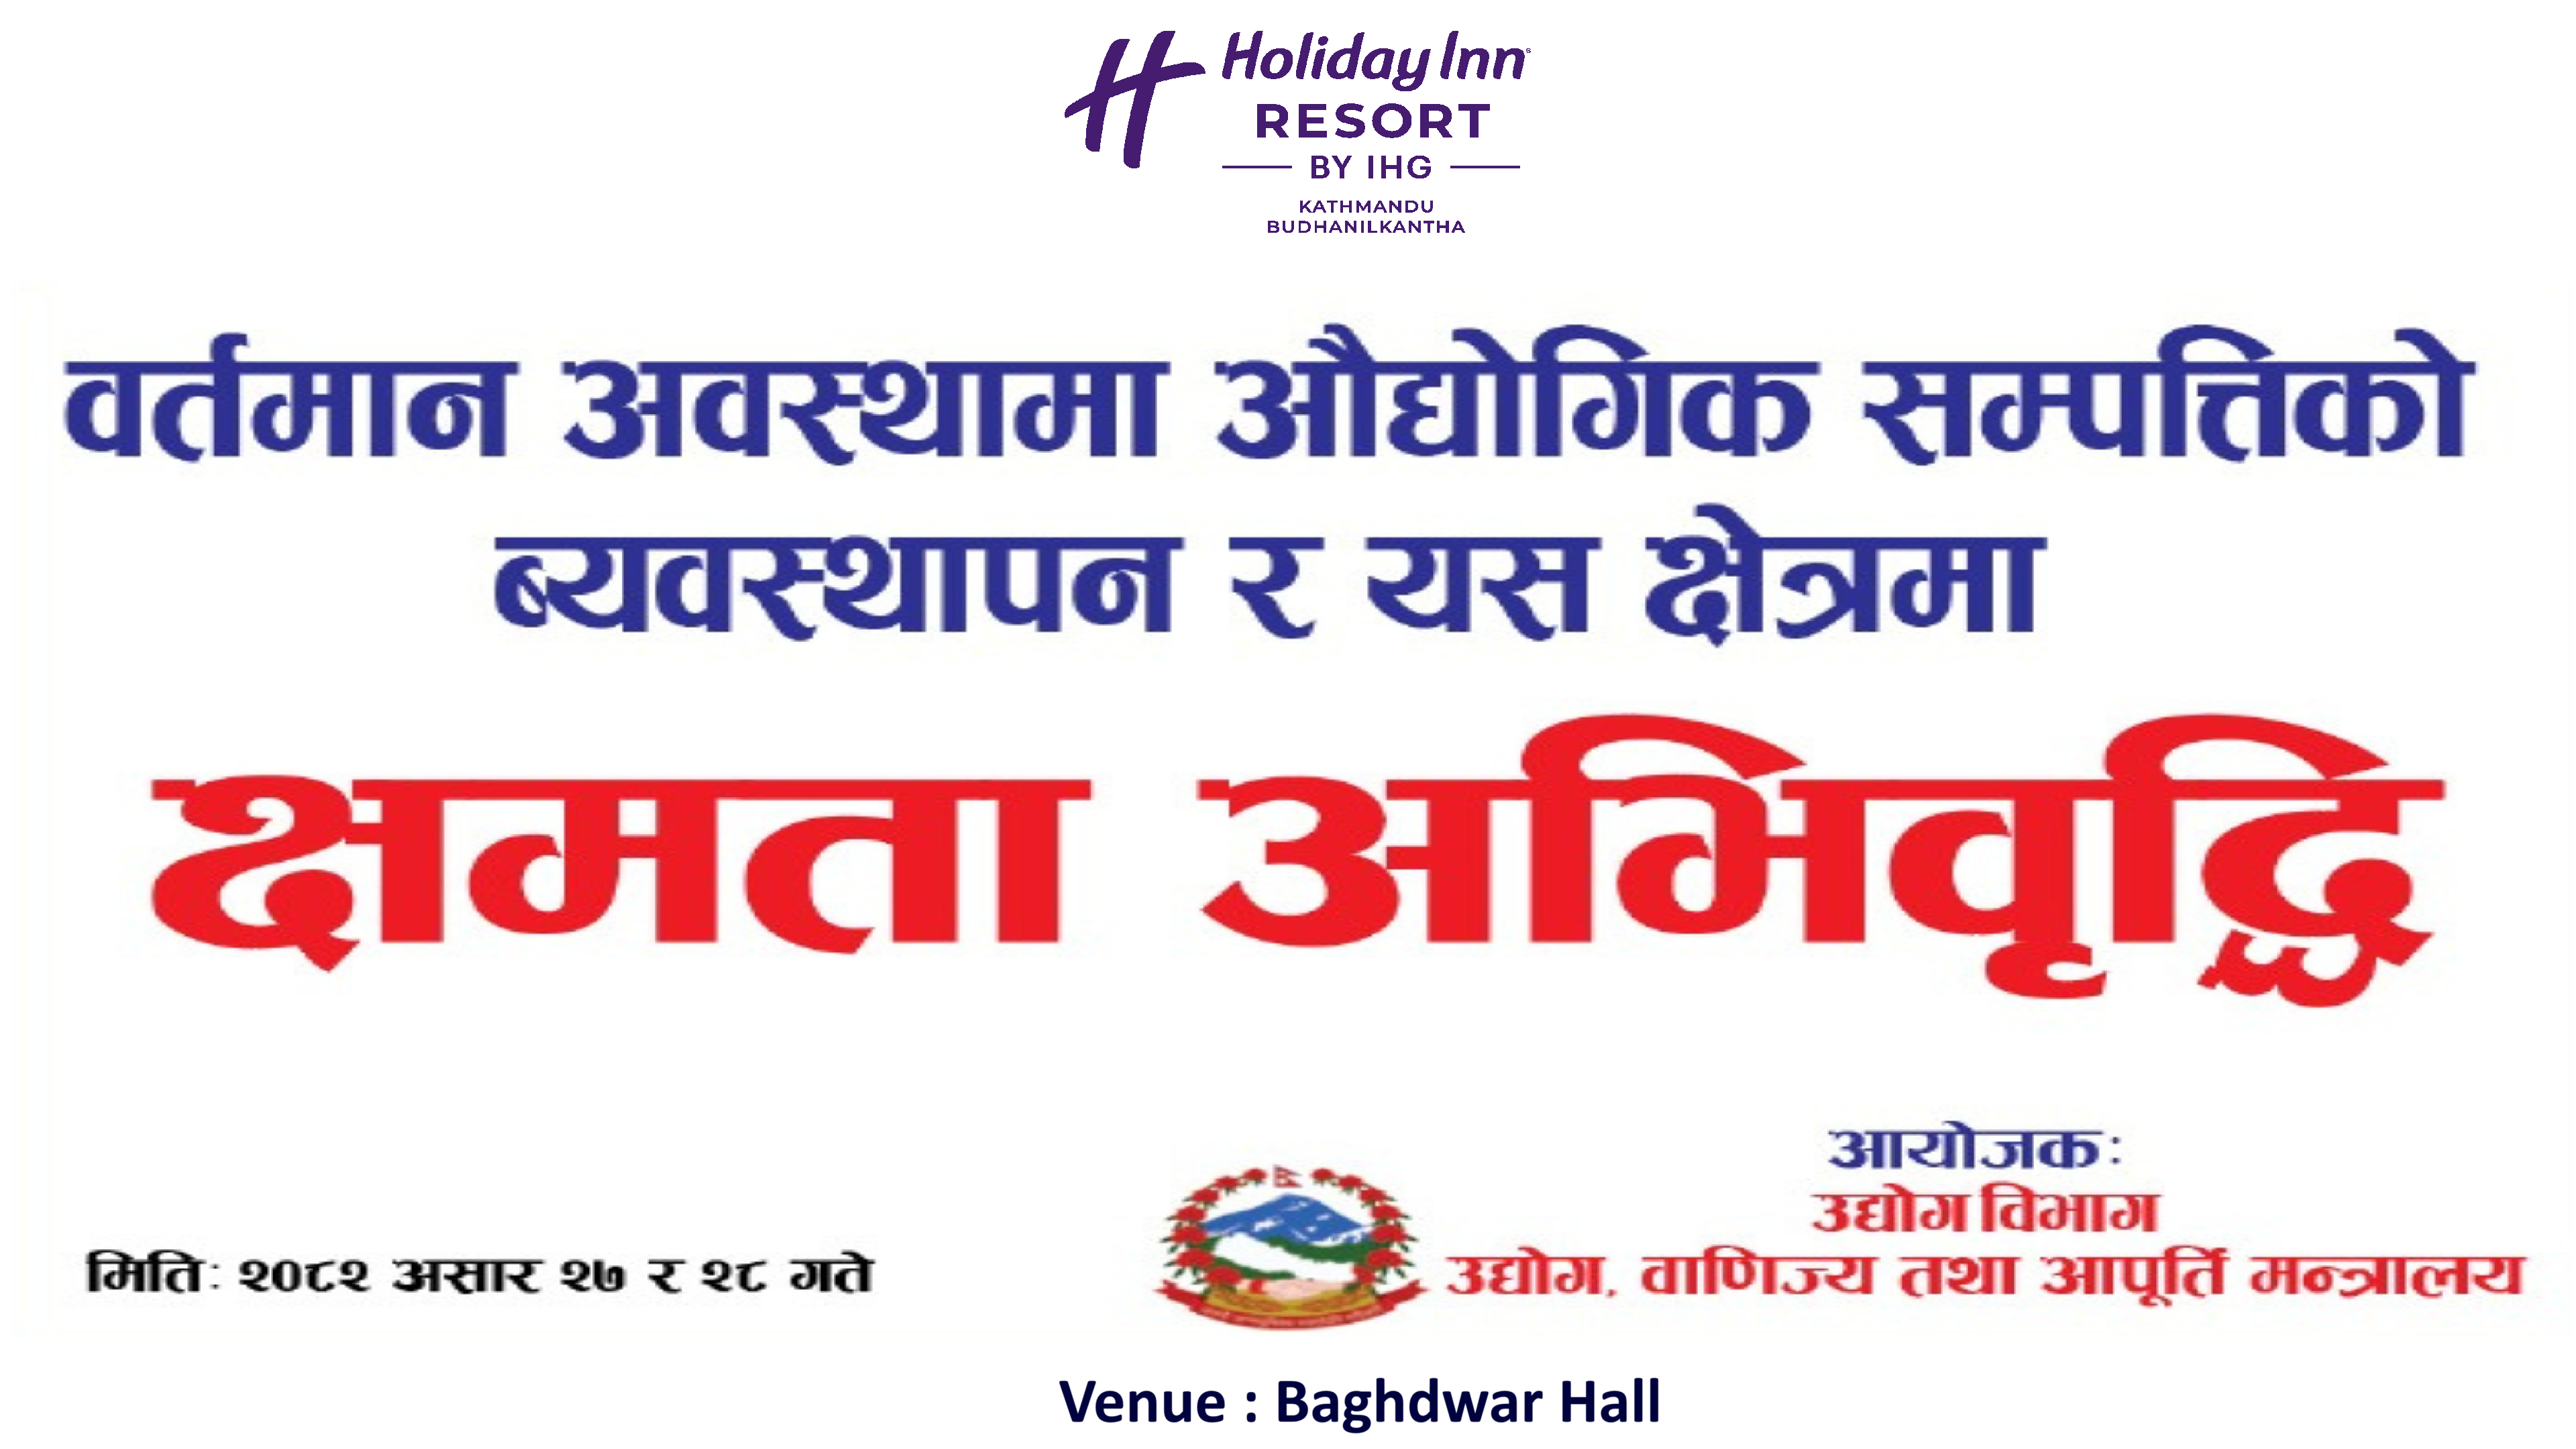 Holiday Inn
RESORT
BY IHG
KATHMANDU
BUDHANILKANTHA
वर्तमान अवस्थामा औद्योगिक सम्पत्तिको
ब्यवस्थापन र यस क्षेत्रमा
क्षमता अभिवृद्धि
आयोजकः
उद्योग विभाग
उद्योग, वाणिज्य तथा आपूर्ति मन्त्रालय
मितिः २०८२ असार २७ र २८ गते
Venue : Baghdwar Hall